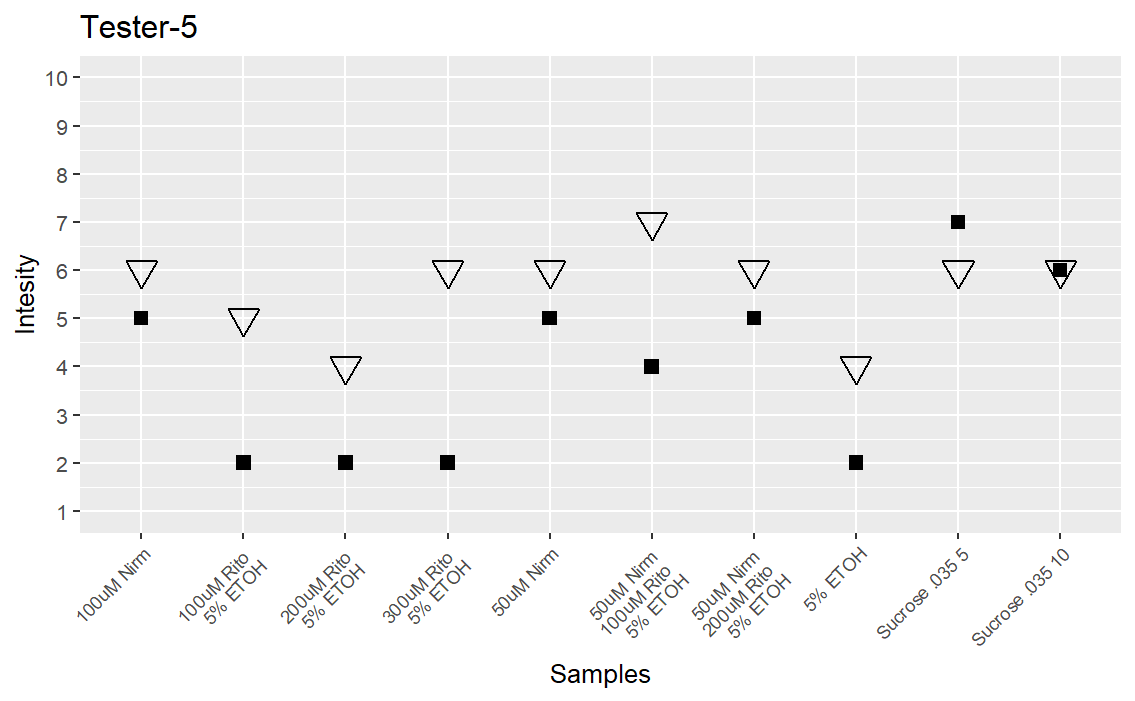 Tester-5
Intesity
10
9
8
7
6
5
4
3
2
1
100uM Nirm
100uM Rito
5% ETOH
200uM Rito
5% ETOH
300uM Rito
5% ETOH
50uM Nirm
50uM Nirm
100uM Rito
5% ETOH
50uM Nirm
200uM Rito
5% ETOH
5% ETOH
Sucrose .035 5
Sucrose .035 10
Samples